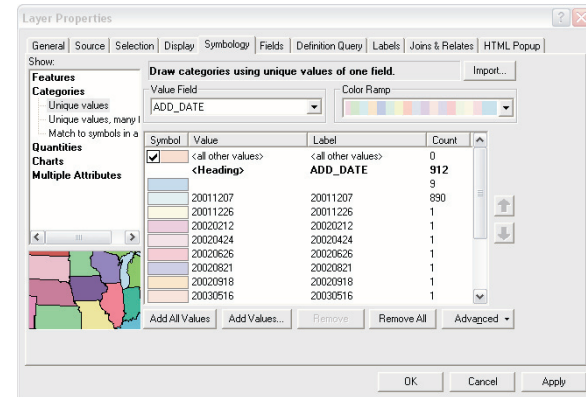 Layer Properties
General Source Selection Display Symbology Fields Definition Query Labels Joins & Relates HTML Popup
Show:
Features
Categories
Unique values
Unique values, many f
Match to symbols in a
Quantities
Charts
Multiple Attributes
Draw categories using unique values of one field.
Import...
Value Field
ADD_DATE
Color Ramp
Symbol Value Label Count
<all other values> <all other values> 0
<Heading> ADD_DATE 912
9
20011207 20011207 890
20011226 20011226 1
20020212 20020212 1
20020424 20020424 1
20020626 20020626 1
20020821 20020821 1
20020918 20020918 1
20030516 20030516 1
Add All Values Add Values... Remove Remove All Advanced
OK Cancel Apply